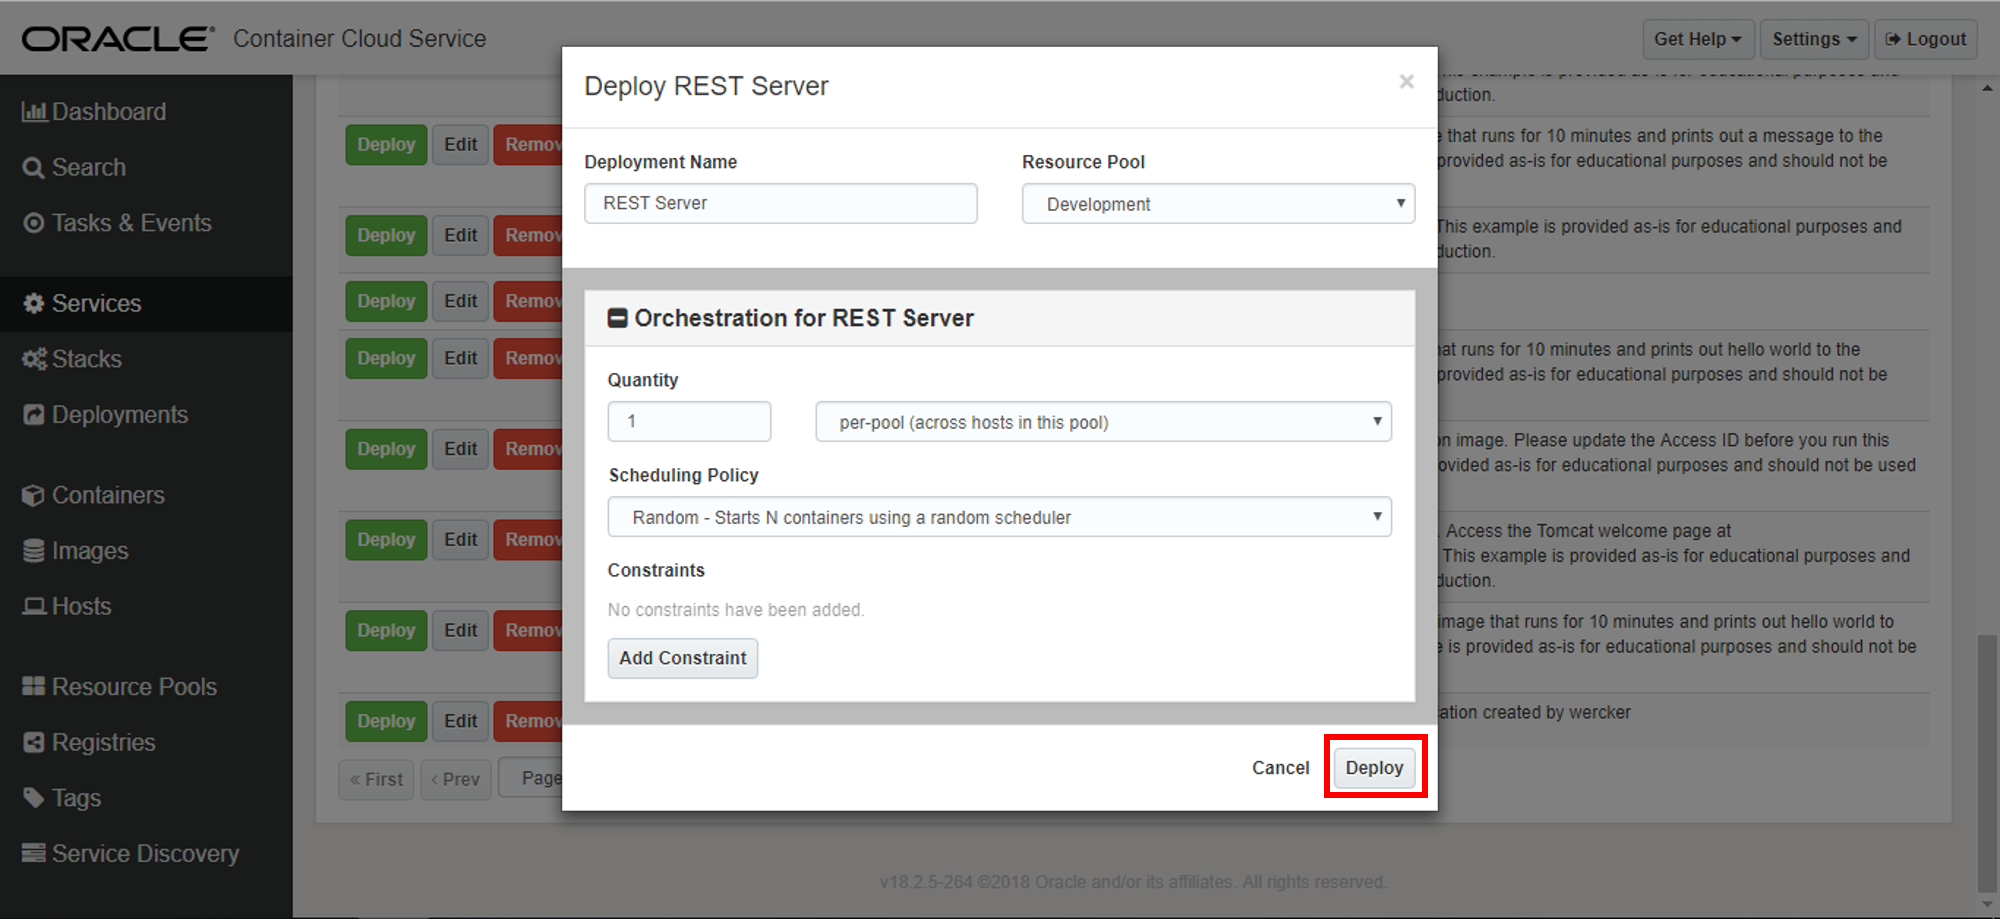 ORACLE® Container Cloud Service
Get Help
Settings
Logout
Dashboard
Search
Tasks & Events
Services
Stacks
Deployments
Containers
Images
Hosts
Resource Pools
Registries
Tags
Service Discovery
duction.
Deploy Edit Remov
e that runs for 10 minutes and prints out a message to the
provided as-is for educational purposes and should not be
Deploy Edit Remov
This example is provided as-is for educational purposes and
duction.
Deploy Edit Remov
Deploy Edit Remov
hat runs for 10 minutes and prints out hello world to the
provided as-is for educational purposes and should not be
Deploy Edit Remov
on image. Please update the Access ID before you run this
ovided as-is for educational purposes and should not be used
Deploy Edit Remov
. Access the Tomcat welcome page at
This example is provided as-is for educational purposes and
duction.
Deploy Edit Remov
image that runs for 10 minutes and prints out hello world to
e is provided as-is for educational purposes and should not be
Deploy Edit Remov
ation created by wercker
« First
‹ Prev
Page
Deploy REST Server
×
Deployment Name
REST Server
Resource Pool
Development
Orchestration for REST Server
Quantity
1
per-pool (across hosts in this pool)
Scheduling Policy
Random - Starts N containers using a random scheduler
Constraints
No constraints have been added.
Add Constraint
Cancel
Deploy
v18.2.5-264 ©2018 Oracle and/or its affiliates. All rights reserved.